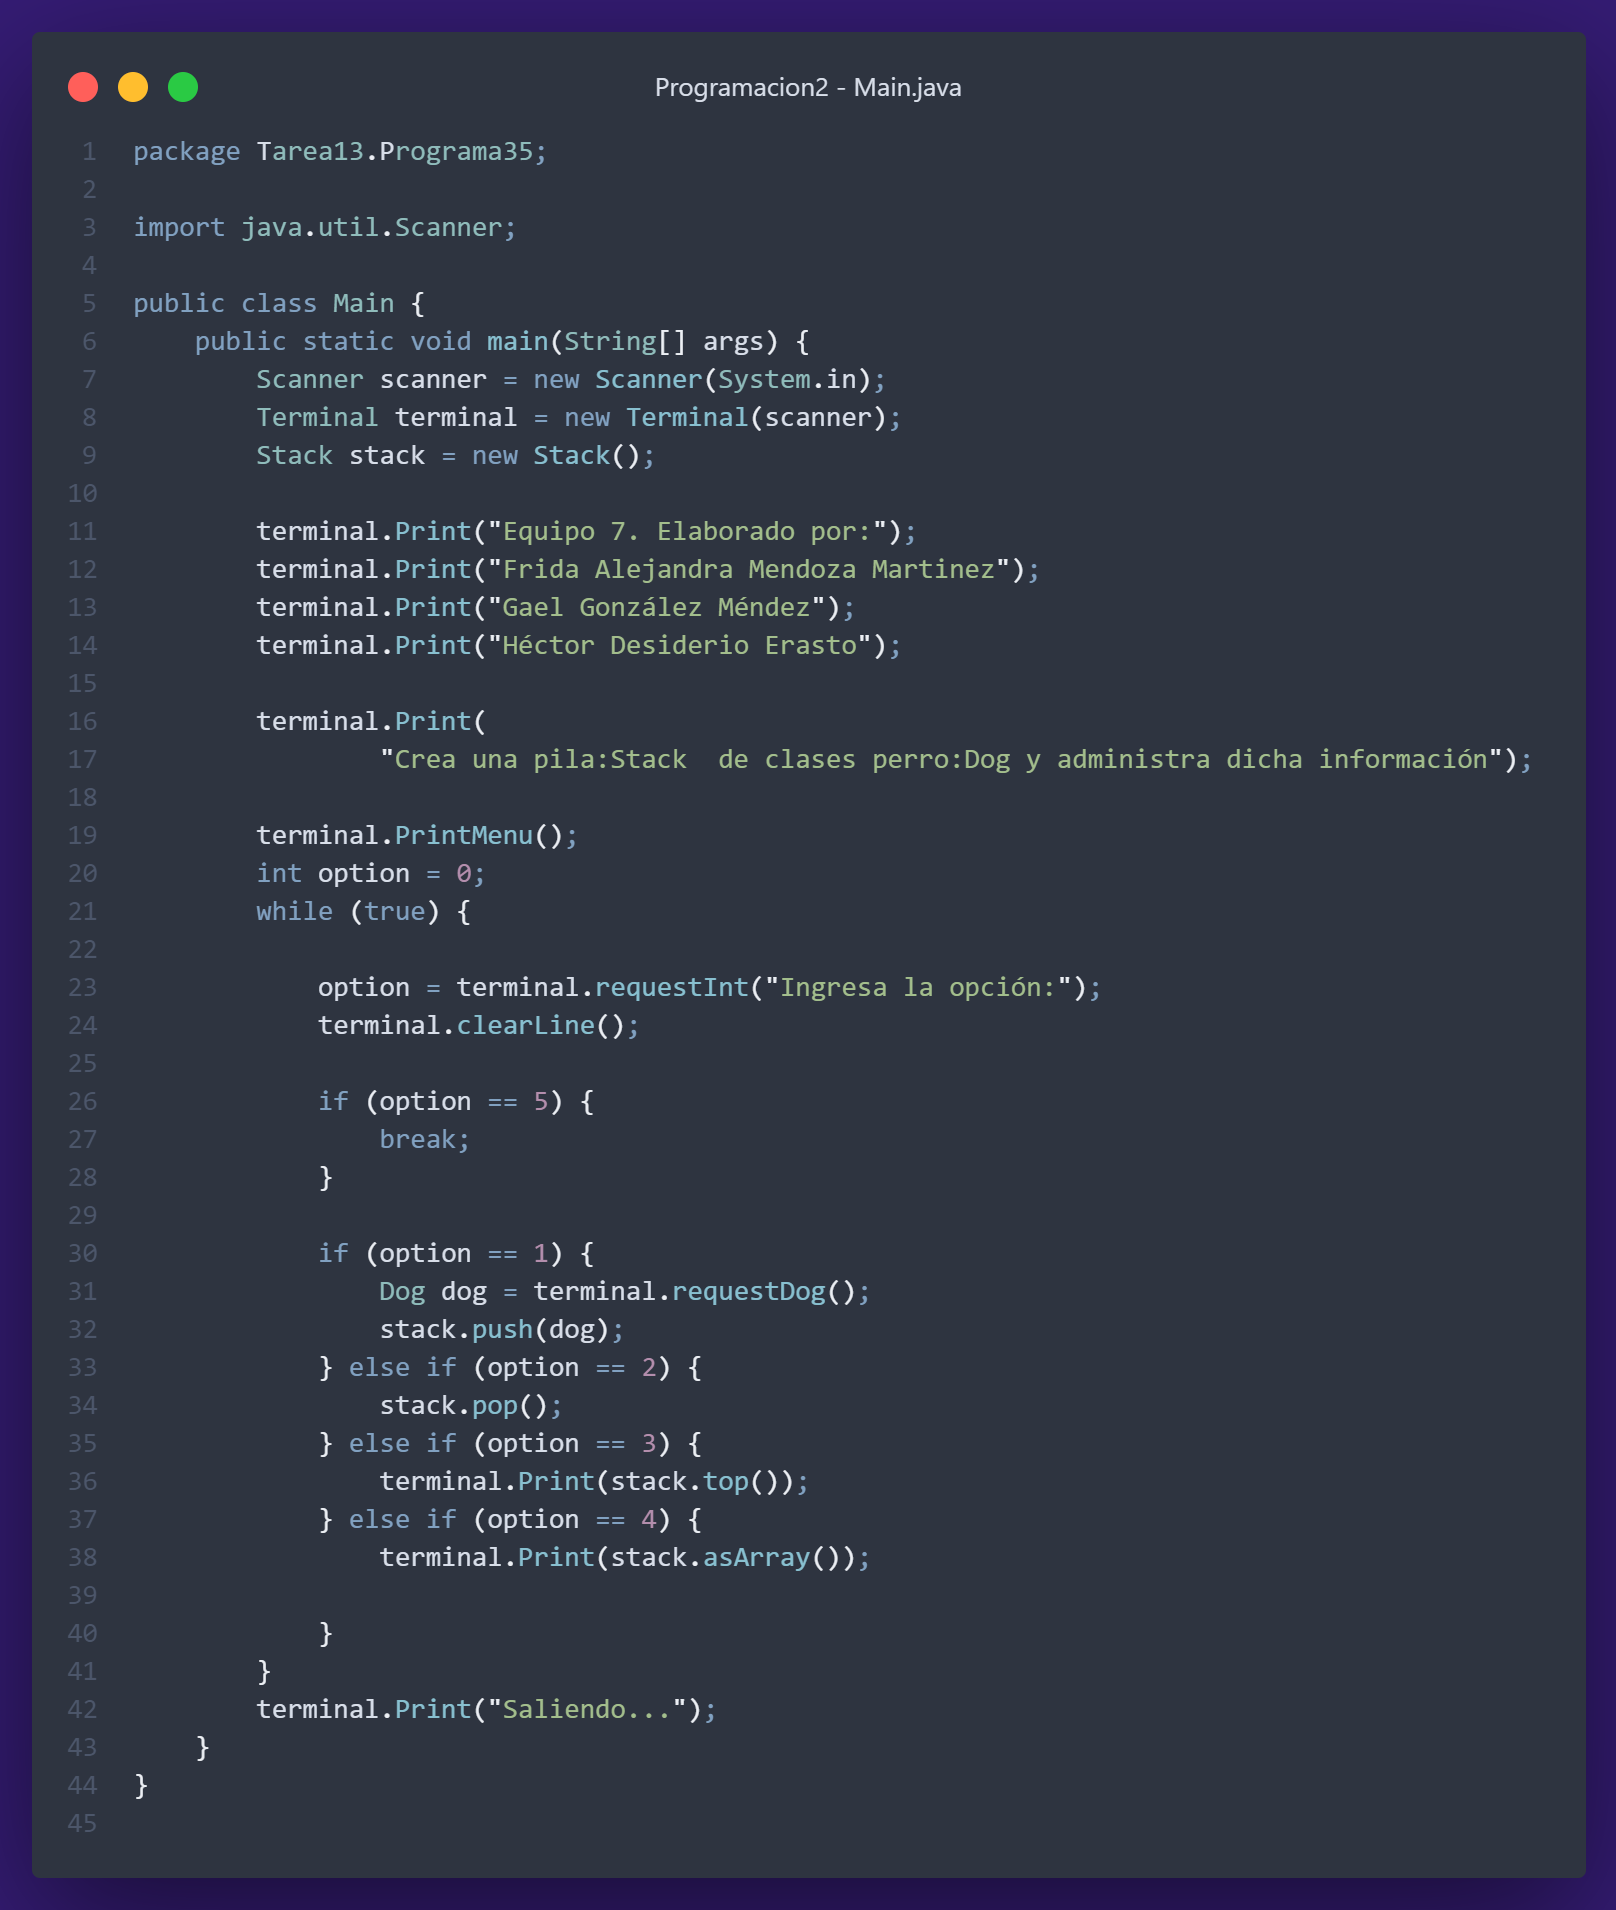 Programacion2 - Main.java
1 package Tarea13.Programa35;
2
3 import java.util.Scanner;
4
5 public class Main {
6     public static void main(String[] args) {
7         Scanner scanner = new Scanner(System.in);
8         Terminal terminal = new Terminal(scanner);
9         Stack stack = new Stack();
10
11         terminal.Print("Equipo 7. Elaborado por:");
12         terminal.Print("Frida Alejandra Mendoza Martinez");
13         terminal.Print("Gael González Méndez");
14         terminal.Print("Héctor Desiderio Erasto");
15
16         terminal.Print(
17                 "Crea una pila:Stack  de clases perro:Dog y administra dicha información");
18
19         terminal.PrintMenu();
20         int option = 0;
21         while (true) {
22
23             option = terminal.requestInt("Ingresa la opción:");
24             terminal.clearLine();
25
26             if (option == 5) {
27                 break;
28             }
29
30             if (option == 1) {
31                 Dog dog = terminal.requestDog();
32                 stack.push(dog);
33             } else if (option == 2) {
34                 stack.pop();
35             } else if (option == 3) {
36                 terminal.Print(stack.top());
37             } else if (option == 4) {
38                 terminal.Print(stack.asArray());
39
40             }
41         }
42         terminal.Print("Saliendo...");
43     }
44 }
45